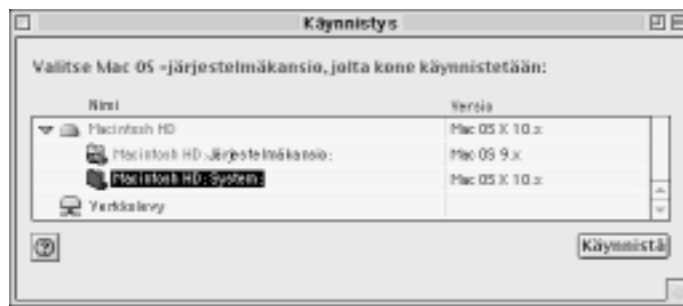 Käynnistys
Valitse Mac OS -järjestelmäkansio, jolta kone käynnistetään:
Nimi Versio
Macintosh HD Mac OS X 10.x
Macintosh HD:Järjestelmäkansio: Mac OS 9.x
Macintosh HD:System: Mac OS X 10.x
Verkkolevy
Käynnistä